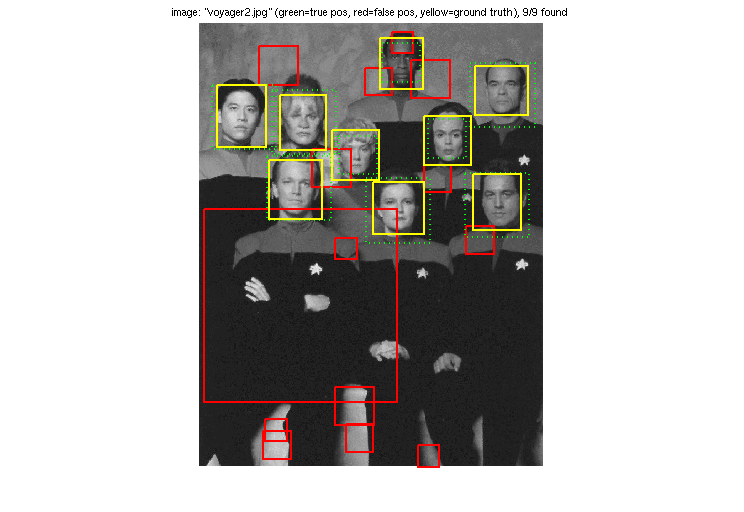 image: "voyager2.jpg" (green=true pos, red=false pos, yellow=ground truth), 9/9 found